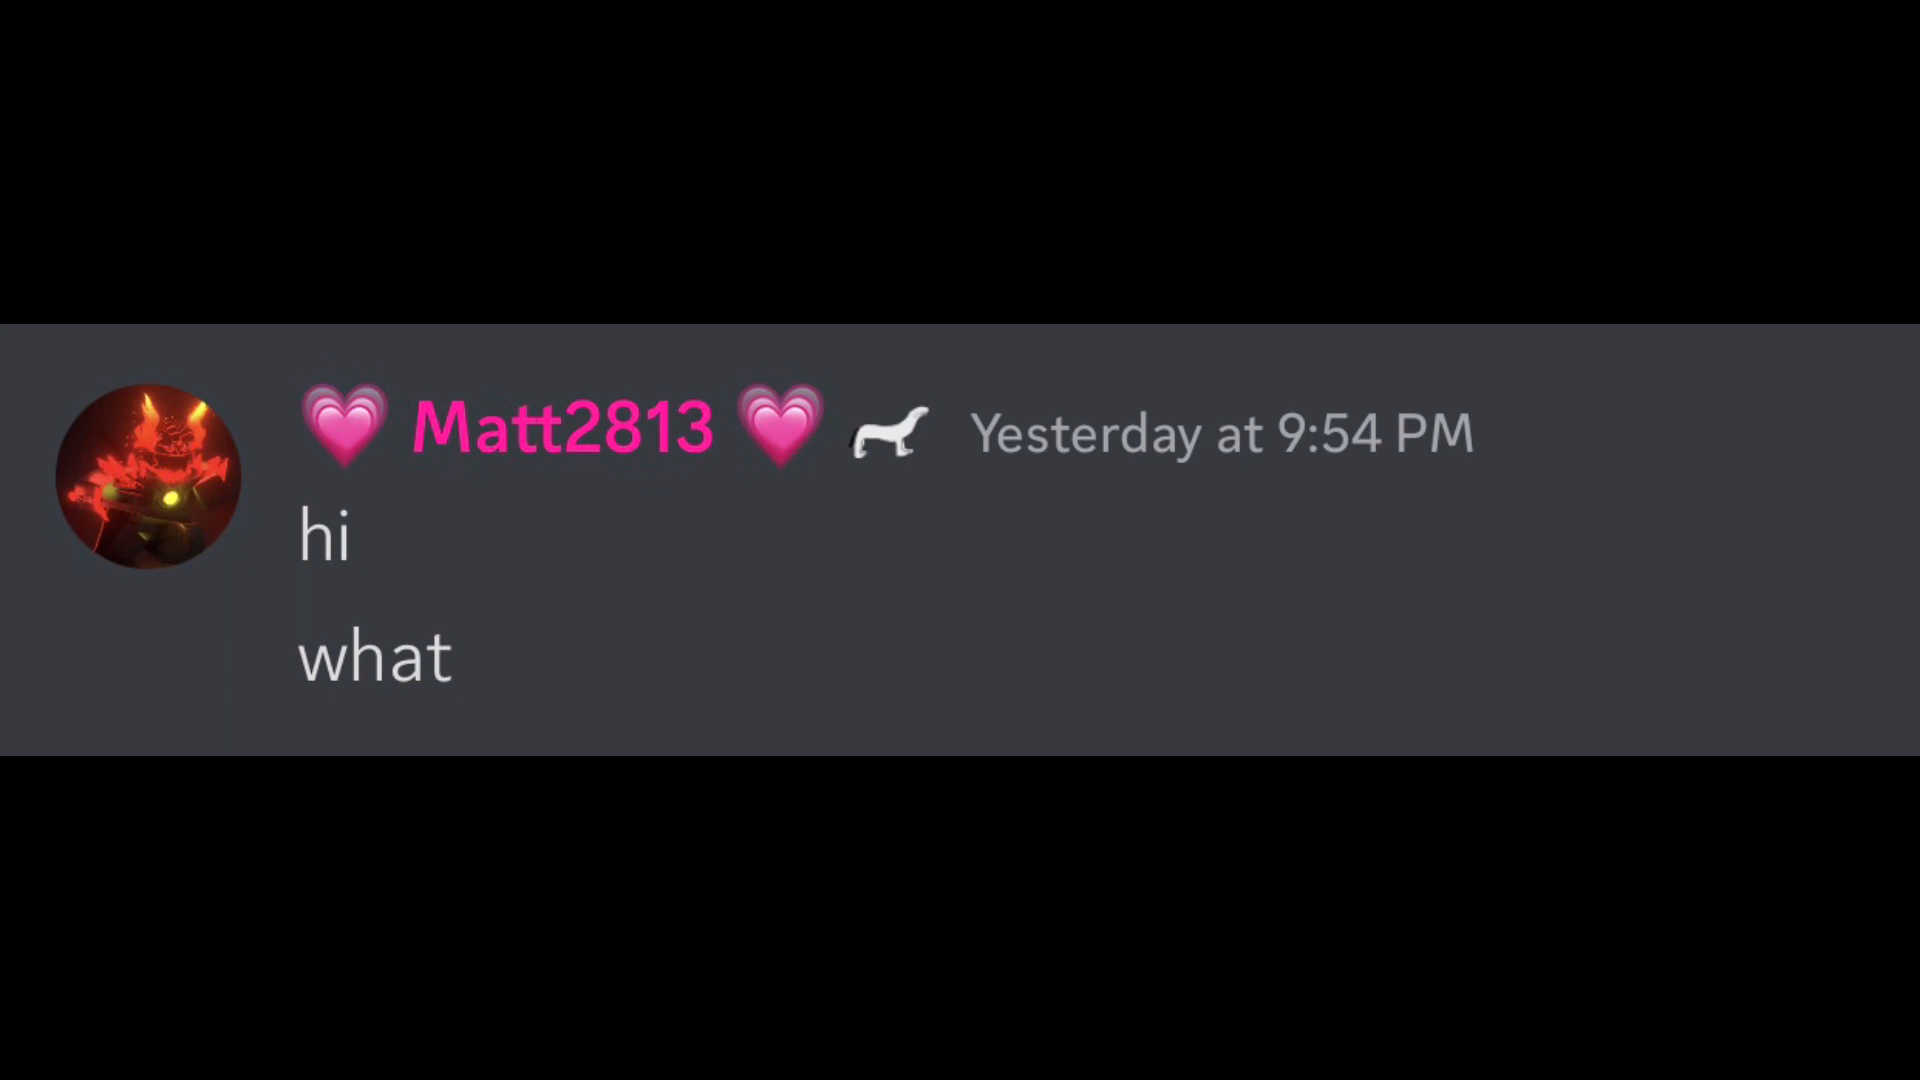 💗 Matt2813 💗 Yesterday at 9:54 PM
hi
what